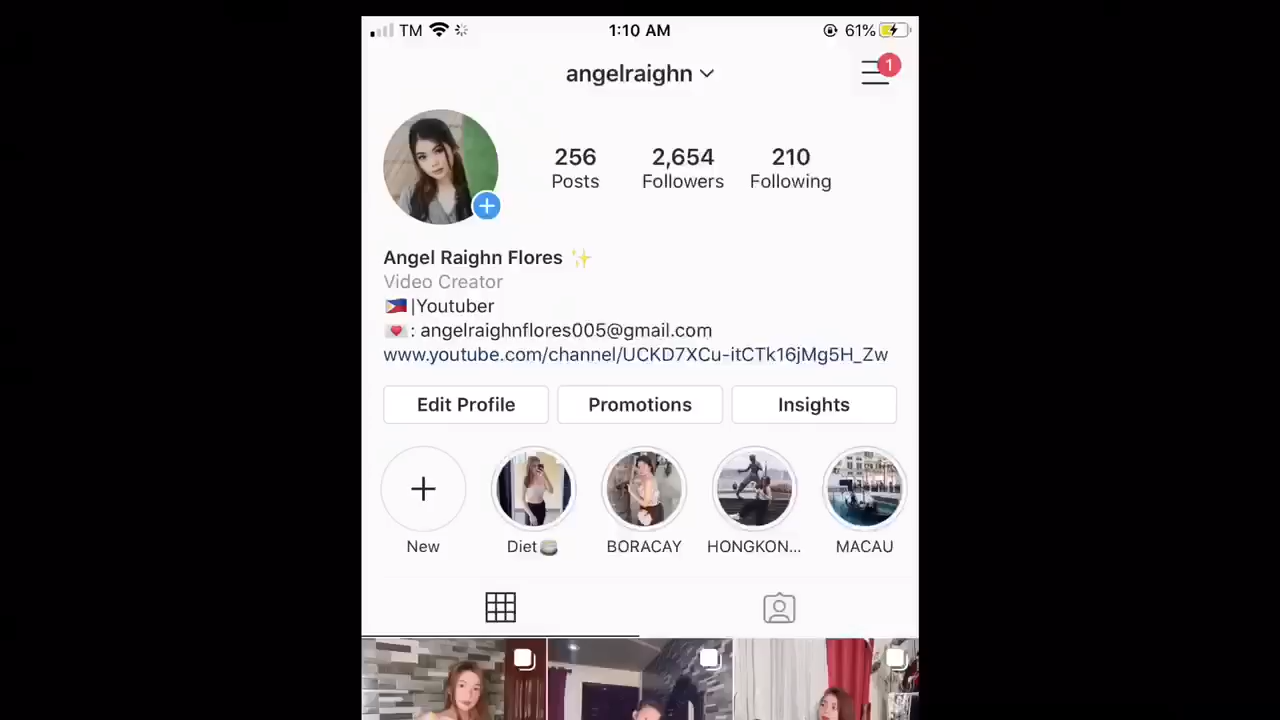 TM 1:10 AM 61%
angelraighn 1
256 2,654 210
Posts Followers Following
Angel Raighn Flores ✨
Video Creator
🇵🇭|Youtuber
💌: angelraighnflores005@gmail.com
www.youtube.com/channel/UCKD7XCu-itCTk16jMg5H_Zw
Edit Profile Promotions Insights
New Diet BORACAY HONGKON... MACAU